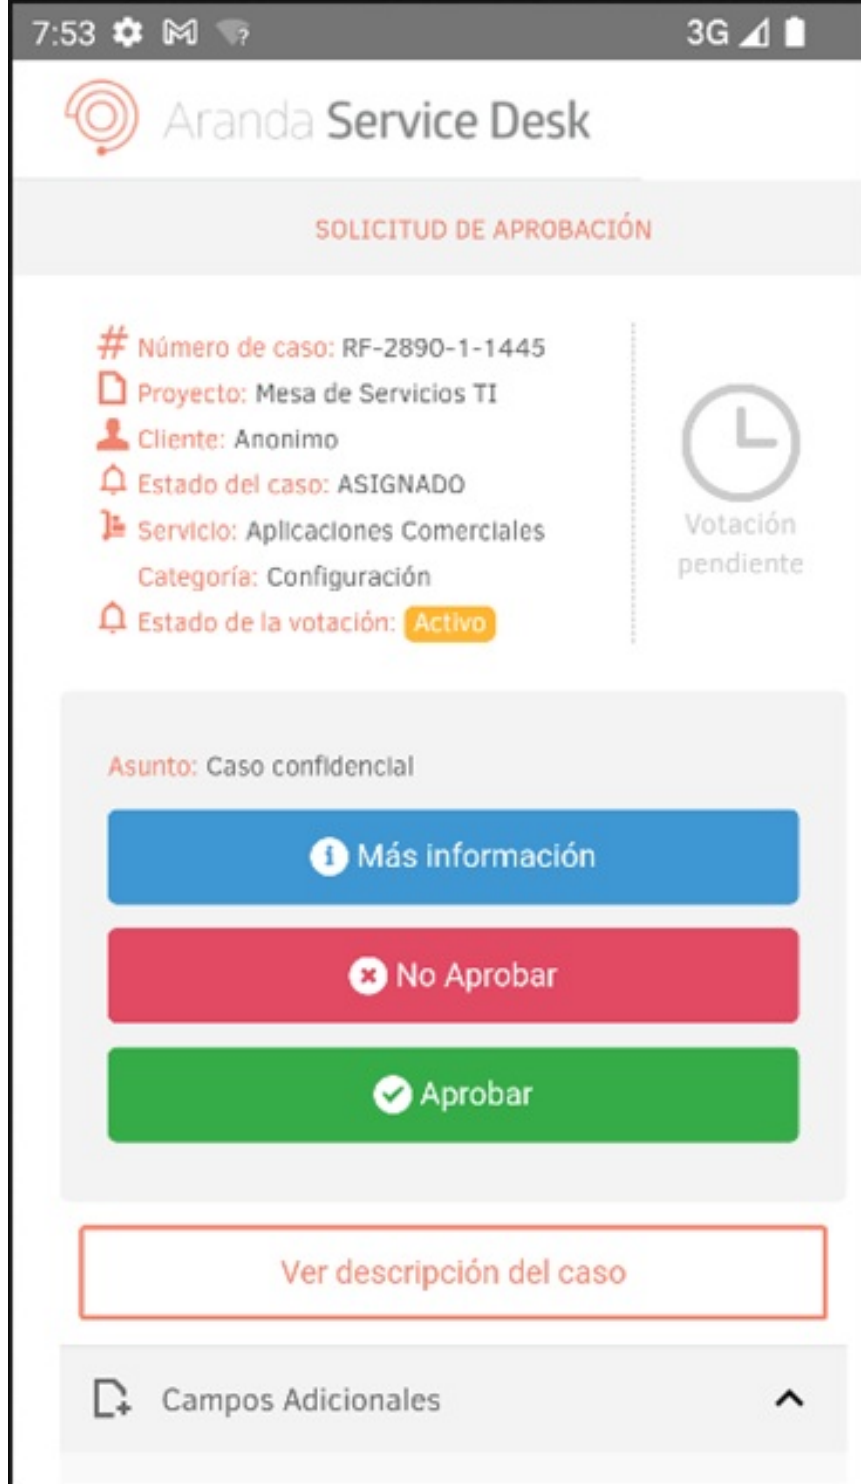 7:53
3G
Aranda Service Desk
SOLICITUD DE APROBACIÓN
Número de caso: RF-2890-1-1445
Proyecto: Mesa de Servicios TI
Cliente: Anonimo
Estado del caso: ASIGNADO
Servicio: Aplicaciones Comerciales
Categoría: Configuración
Estado de la votación: Activo
Votación
pendiente
Asunto: Caso confidencial
Más información
No Aprobar
Aprobar
Ver descripción del caso
Campos Adicionales